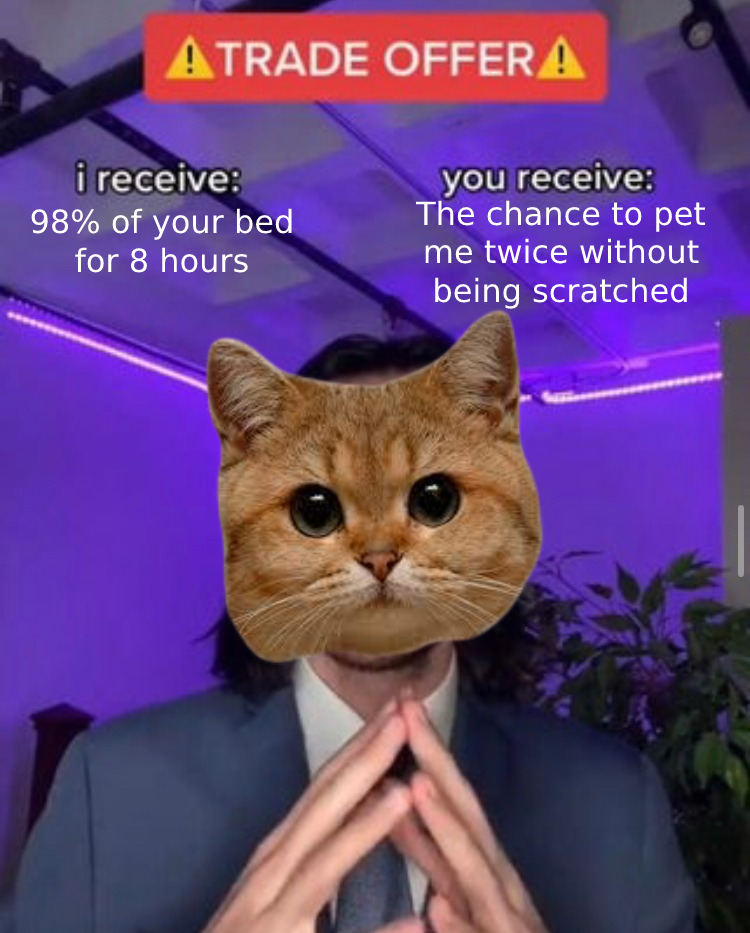 ⚠️TRADE OFFER⚠️
i receive:
98% of your bed
for 8 hours
you receive:
The chance to pet
me twice without
being scratched